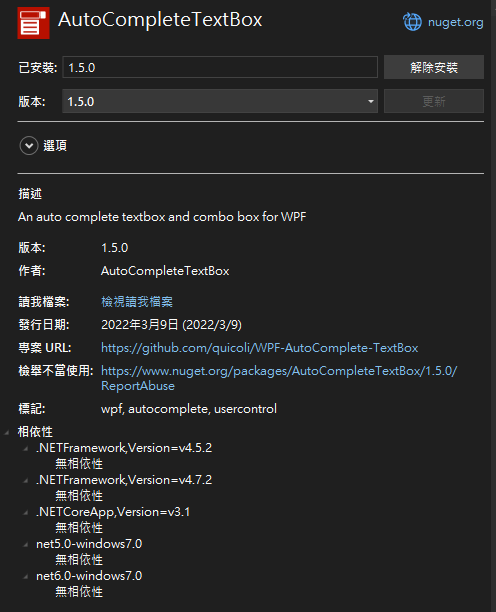 AutoCompleteTextBox
nuget.org
已安裝: 1.5.0 解除安裝
版本: 1.5.0 更新
選項
描述
An auto complete textbox and combo box for WPF
版本: 1.5.0
作者: AutoCompleteTextBox
讀我檔案: 檢視讀我檔案
發行日期: 2022年3月9日 (2022/3/9)
專案 URL: https://github.com/quicoli/WPF-AutoComplete-TextBox
檢舉不當使用: https://www.nuget.org/packages/AutoCompleteTextBox/1.5.0/
ReportAbuse
標記: wpf, autocomplete, usercontrol
相依性
.NETFramework,Version=v4.5.2
無相依性
.NETFramework,Version=v4.7.2
無相依性
.NETCoreApp,Version=v3.1
無相依性
net5.0-windows7.0
無相依性
net6.0-windows7.0
無相依性